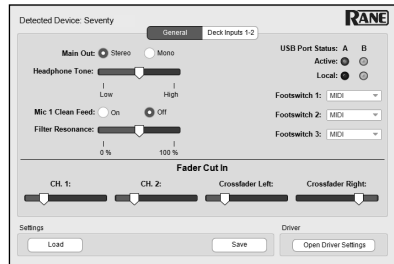 Detected Device: Seventy
RANE
General Deck Inputs 1-2
Main Out: Stereo Mono
Headphone Tone:
Low High
Mic 1 Clean Feed: On Off
Filter Resonance:
0 % 100 %
USB Port Status: A B
Active:
Local:
Footswitch 1: MIDI
Footswitch 2: MIDI
Footswitch 3: MIDI
Fader Cut In
CH. 1: CH. 2: Crossfader Left: Crossfader Right:
Settings
Load Save
Driver
Open Driver Settings